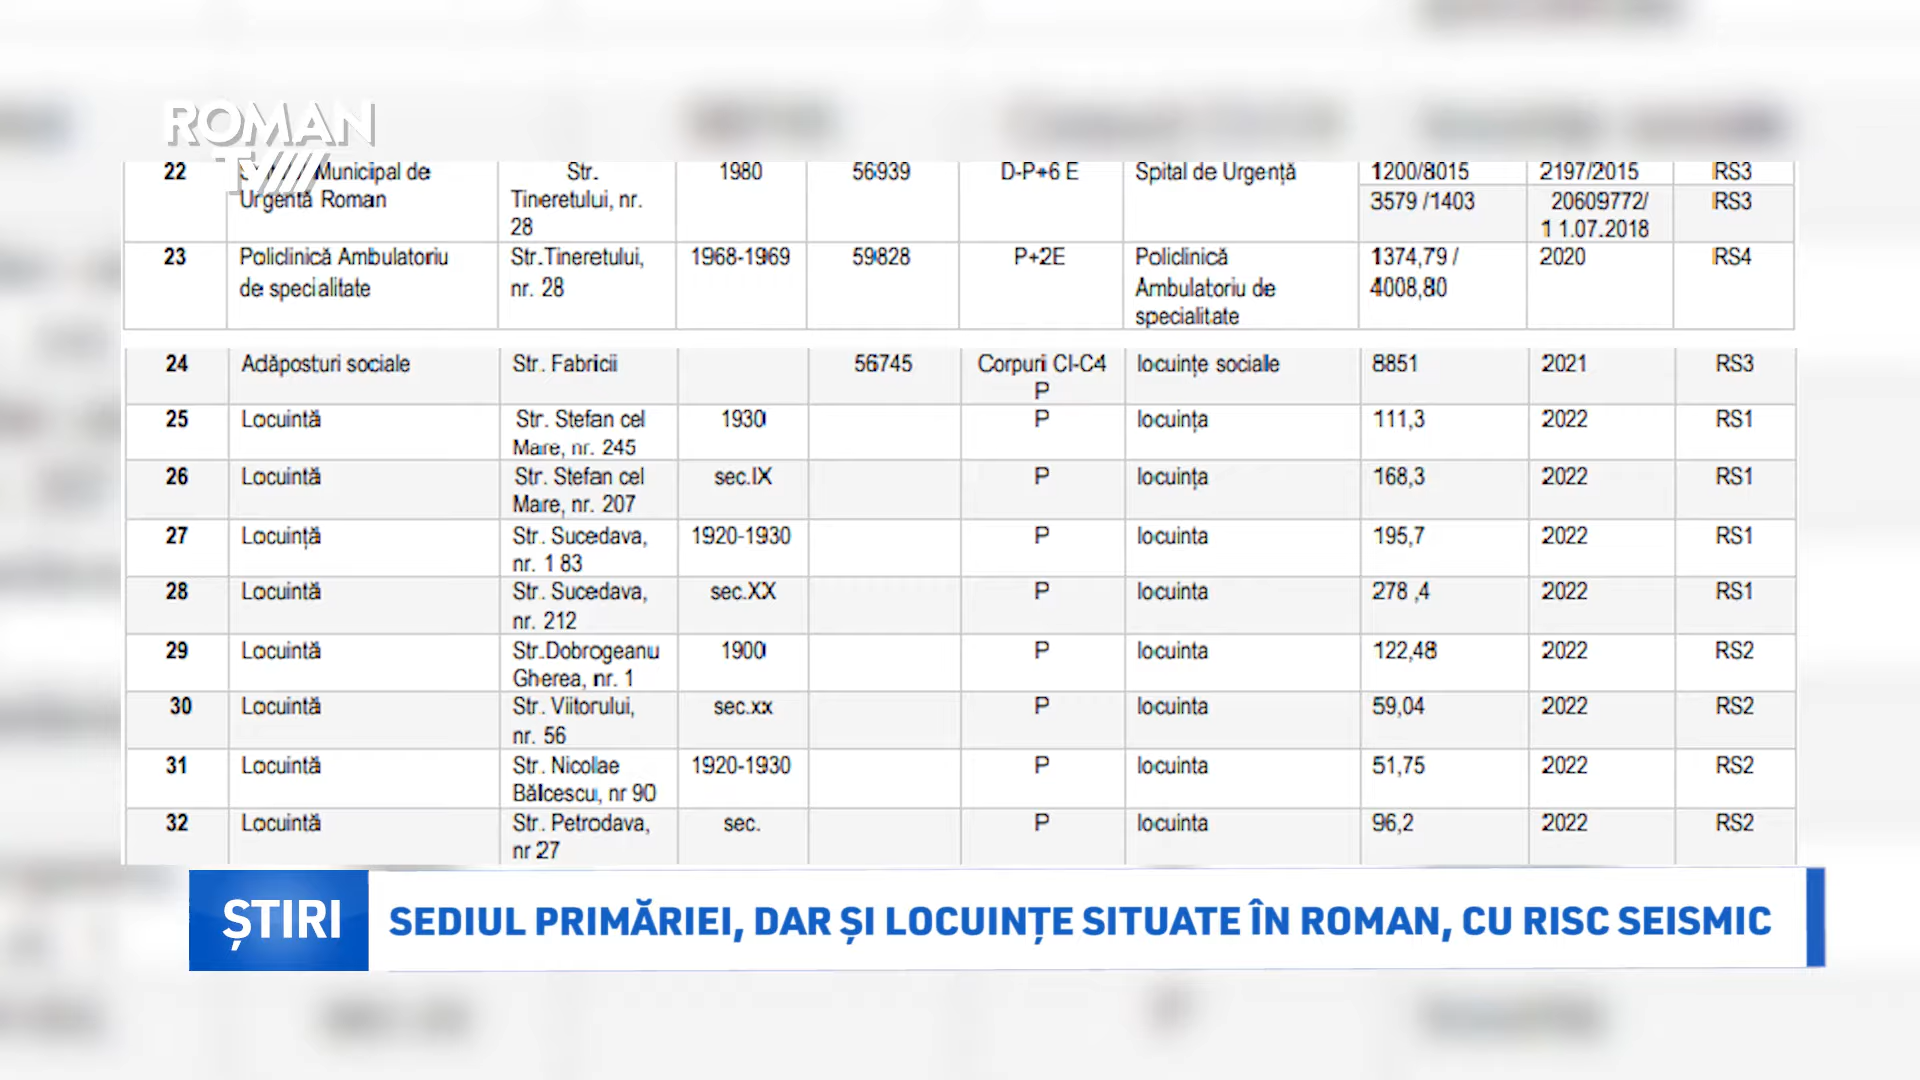 ROMAN
TV
22 Municipal de Str. 1980 56939 D-P+6 E Spital de Urgență 1200/8015 2197/2015 RS3
Urgentă Roman Tineretului, nr. 3579 /1403 20609772/ RS3
28 1 1.07.2018
23 Policlinică Ambulatoriu Str.Tineretului, 1968-1969 59828 P+2E Policlinică 1374,79 / 2020 RS4
de specialitate nr. 28 Ambulatoriu de 4008,80
specialitate
24 Adăposturi sociale Str. Fabricii 56745 Corpuri CI-C4 locuințe sociale 8851 2021 RS3
P
25 Locuintă Str. Stefan cel 1930 P locuința 111,3 2022 RS1
Mare, nr. 245
26 Locuintă Str. Stefan cel sec.IX P locuința 168,3 2022 RS1
Mare, nr. 207
27 Locuință Str. Sucedava, 1920-1930 P locuinta 195,7 2022 RS1
nr. 1 83
28 Locuintă Str. Sucedava, sec.XX P locuinta 278 ,4 2022 RS1
nr. 212
29 Locuintă Str.Dobrogeanu 1900 P locuinta 122,48 2022 RS2
Gherea, nr. 1
30 Locuintă Str. Viitorului, sec.xx P locuinta 59,04 2022 RS2
nr. 56
31 Locuintă Str. Nicolae 1920-1930 P locuinta 51,75 2022 RS2
Bălcescu, nr 90
32 Locuintă Str. Petrodava, sec. P locuinta 96,2 2022 RS2
nr 27
ȘTIRI SEDIUL PRIMĂRIEI, DAR ȘI LOCUINȚE SITUATE ÎN ROMAN, CU RISC SEISMIC